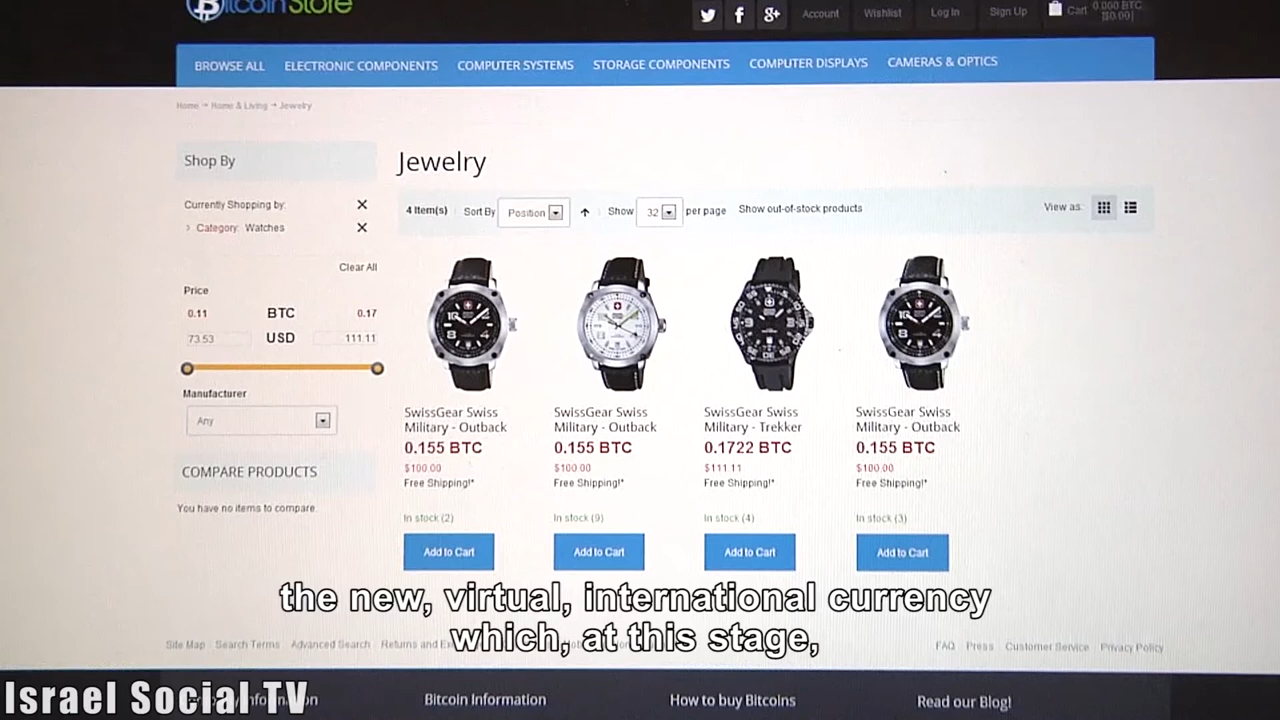 BitcoinStore
Account Wishlist Log In Sign Up Cart 0.000 BTC
BROWSE ALL ELECTRONIC COMPONENTS COMPUTER SYSTEMS STORAGE COMPONENTS COMPUTER DISPLAYS CAMERAS & OPTICS
Home → Home & Living → Jewelry
Shop By
Jewelry
Currently Shopping by:
Category: Watches
4 Item(s) Sort By Position Show 32 per page Show out-of-stock products View as:
Clear All
Price
0.11 BTC 0.17
73.53 USD 111.11
Manufacturer
Any
COMPARE PRODUCTS
You have no items to compare.
SwissGear Swiss
Military - Outback
0.155 BTC
$100.00
Free Shipping!*
In stock (2)
Add to Cart
SwissGear Swiss
Military - Outback
0.155 BTC
$100.00
Free Shipping!*
In stock (9)
Add to Cart
SwissGear Swiss
Military - Trekker
0.1722 BTC
$111.11
Free Shipping!*
In stock (4)
Add to Cart
SwissGear Swiss
Military - Outback
0.155 BTC
$100.00
Free Shipping!*
In stock (3)
Add to Cart
the new, virtual, international currency
which, at this stage,
Site Map Search Terms Advanced Search Returns and FAQ Press Customer Service Privacy Policy
Israel Social TV
Bitcoin Information How to buy Bitcoins Read our Blog!